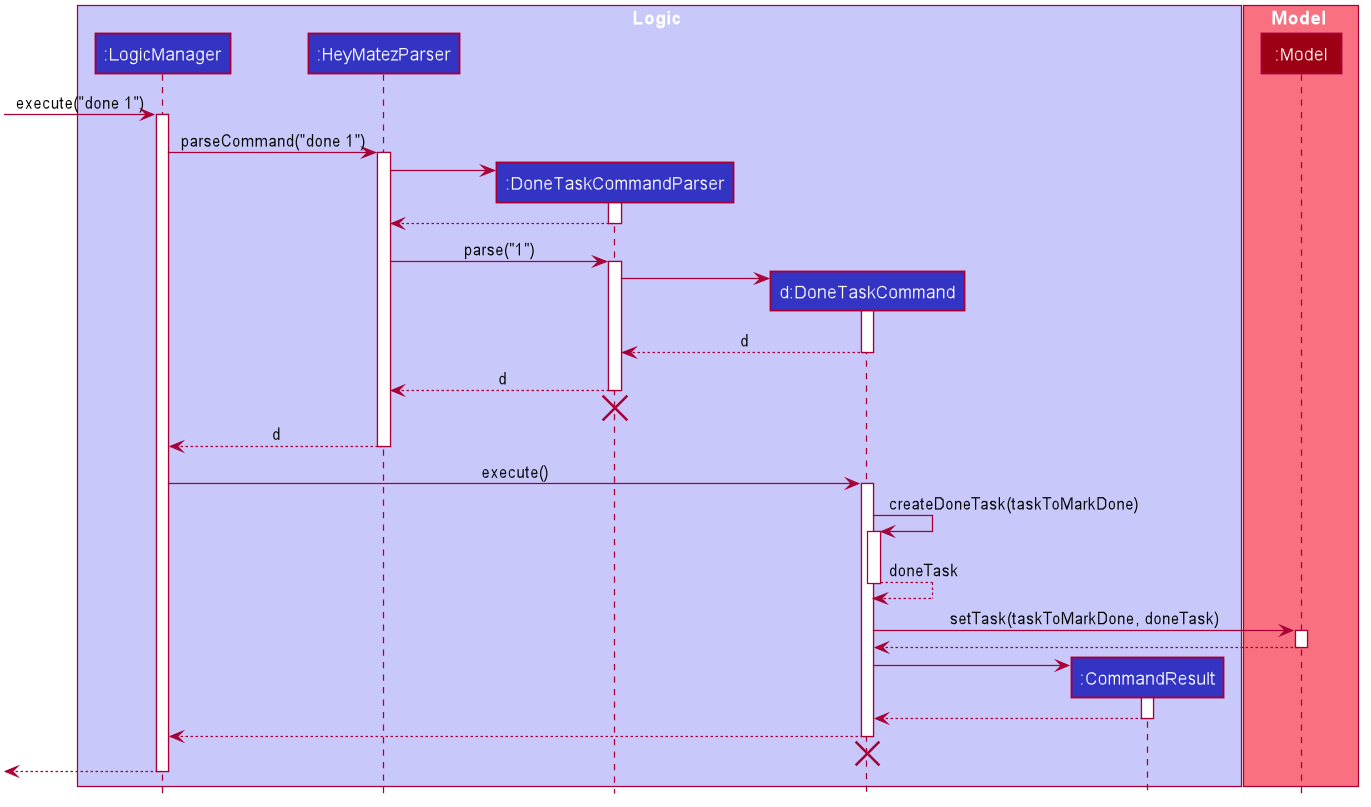 Logic
Model
:LogicManager
:HeyMatezParser
:Model
execute("done 1")
parseCommand("done 1")
:DoneTaskCommandParser
parse("1")
d:DoneTaskCommand
d
d
d
execute()
createDoneTask(taskToMarkDone)
doneTask
setTask(taskToMarkDone, doneTask)
:CommandResult